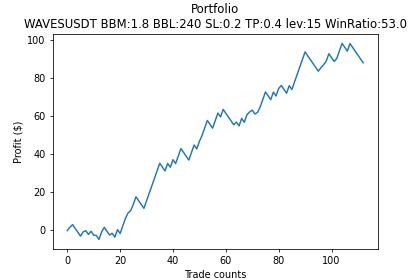 Portfolio
WAVESUSDT BBM:1.8 BBL:240 SL:0.2 TP:0.4 lev:15 WinRatio:53.0
100
80
60
40
20
0
Profit ($)
0 20 40 60 80 100
Trade counts